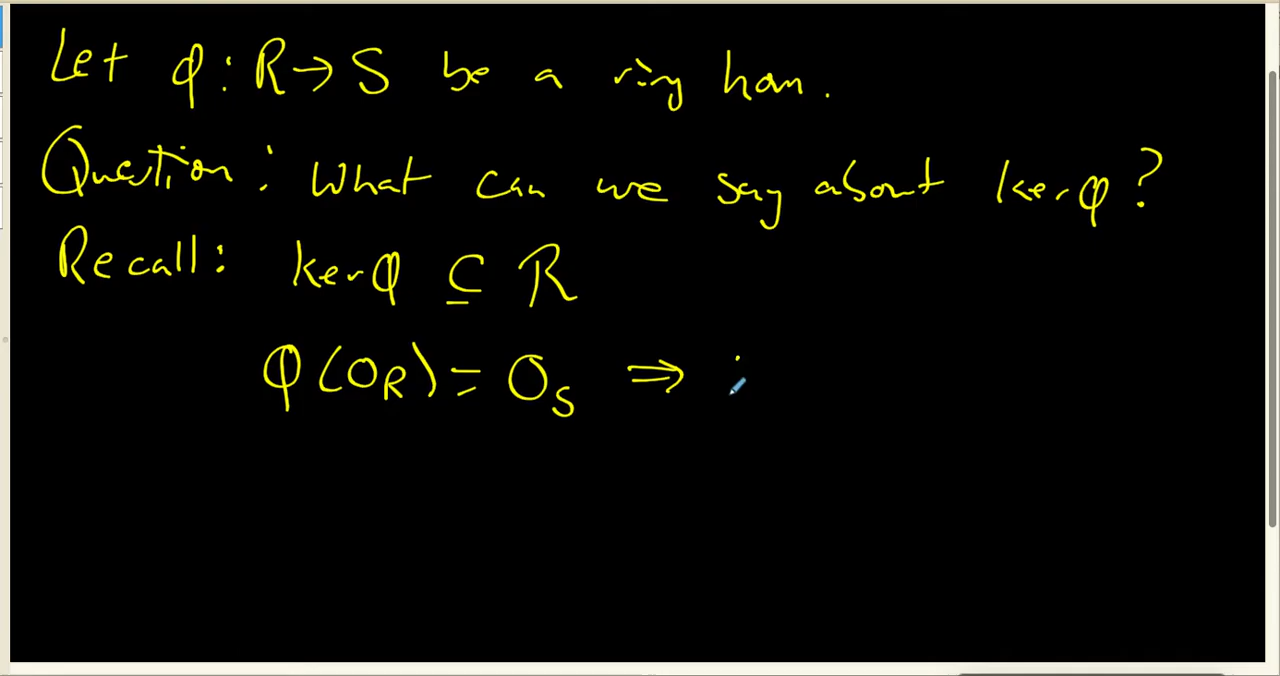 Let φ: R → S be a ring hom.
Question: What can we say about ker φ?
Recall: ker φ ⊆ R
φ(0_R) = 0_S ⇒ i